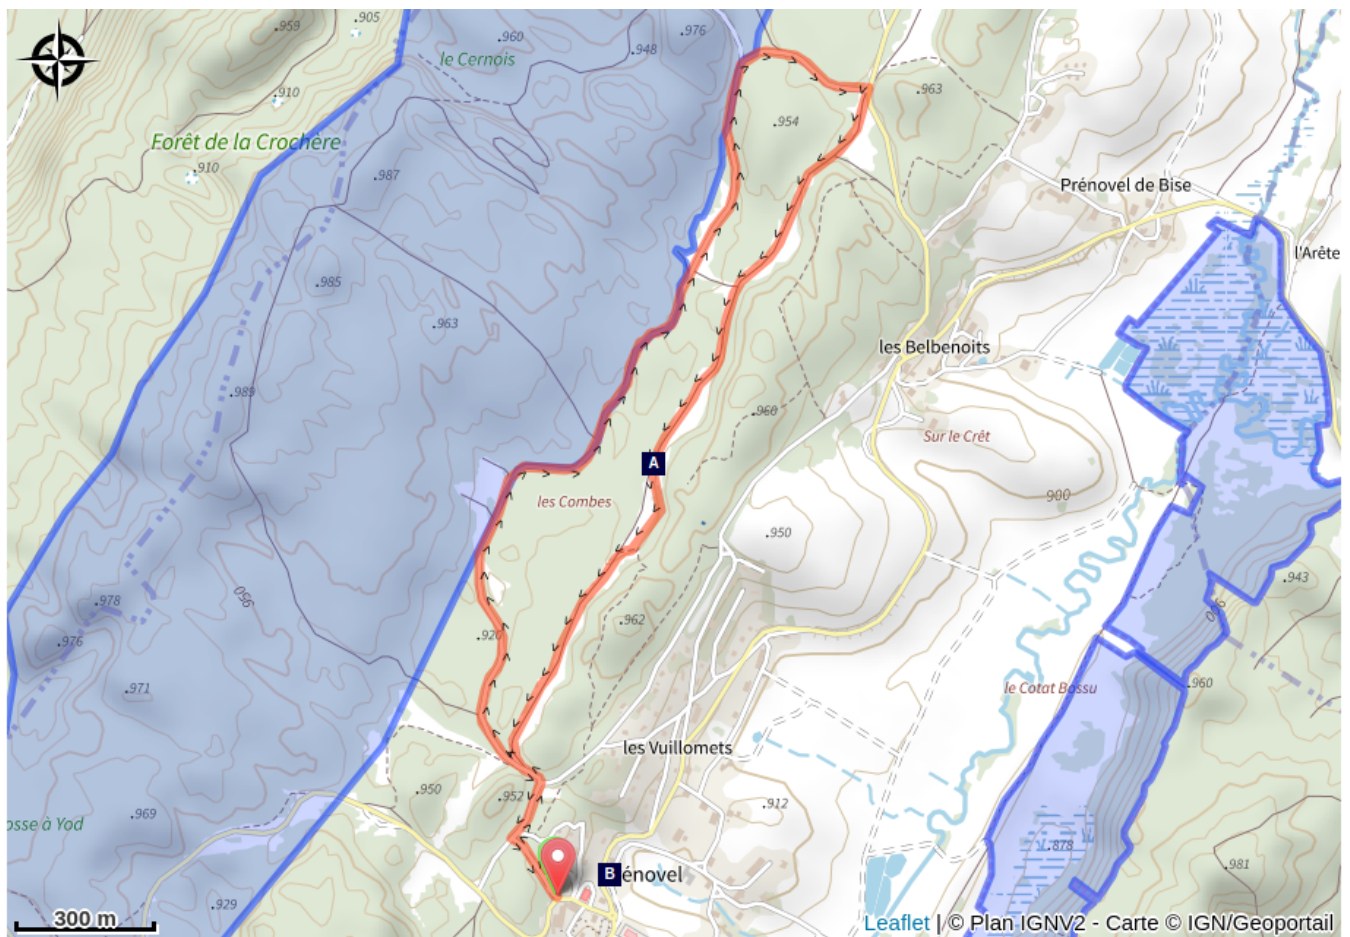 .959
.905
.960
.976
.948
le Cernois
.910
.963
.954
Forêt de la Crochère
.910
.987
Prénovel de Bise
l'Arête
.985
.963
les Belbenoits
.989
.960
Sur le Crêt
A
900
les Combes
.950
.943
950
.978
900
.962
.976
.920
.971
le Cotat Bossu
.960
les Vuillomets
.950
.952
.912
.969
osse à Yod
.878
.981
B
énovel
.929
300 m
Leaflet | © Plan IGNV2 - Carte © IGN/Geoportail